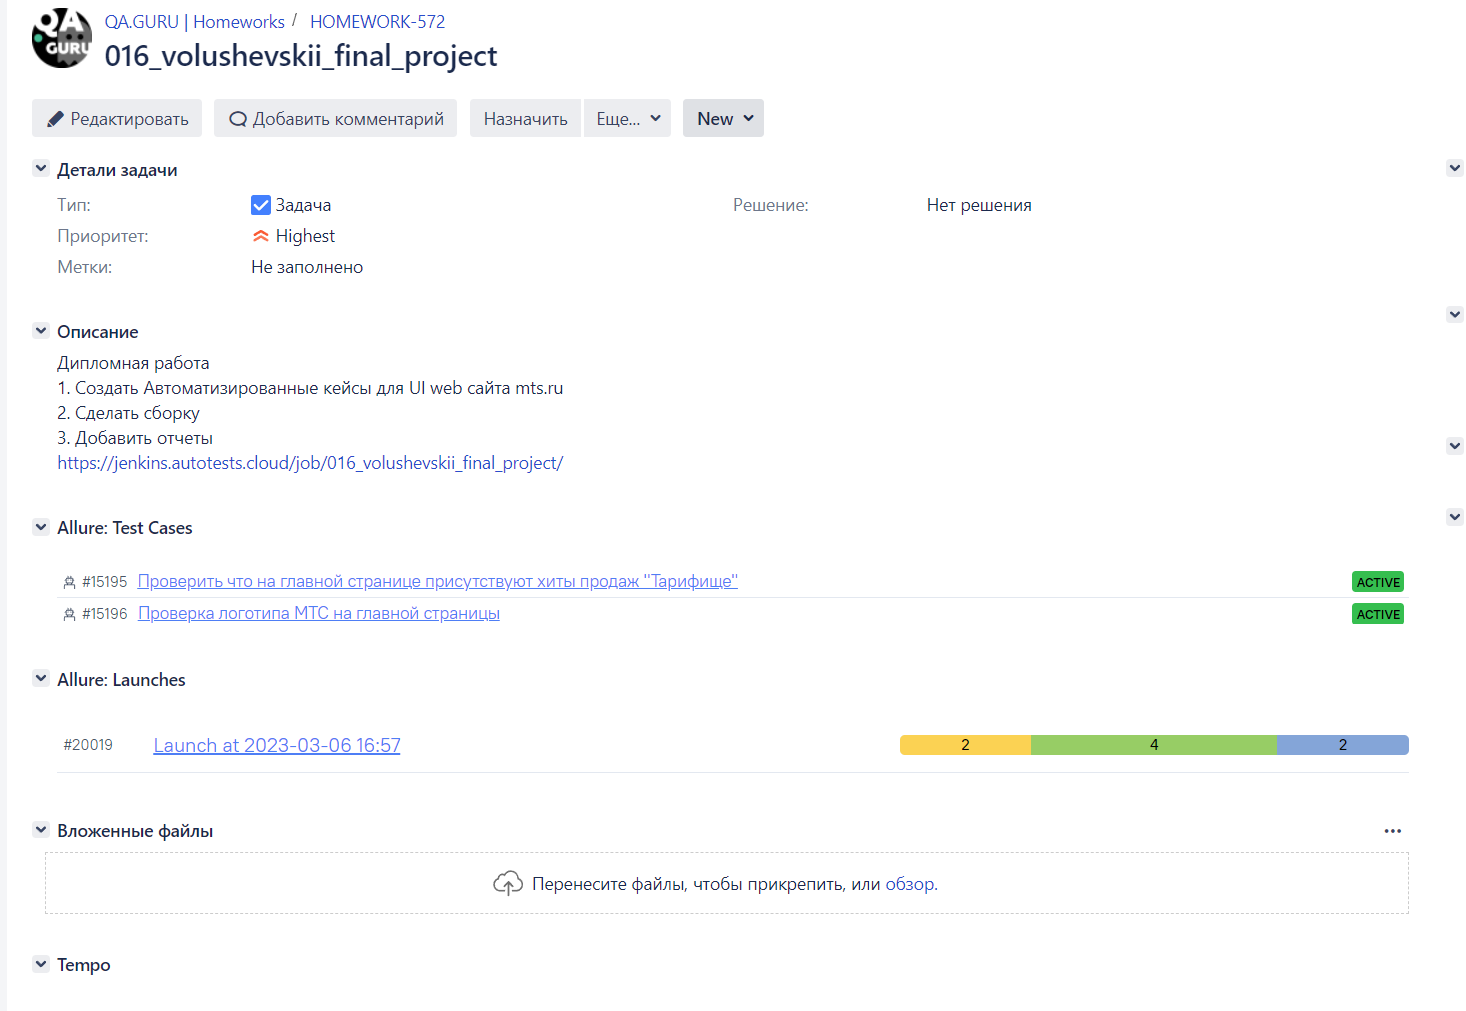 QA
GURU
QA.GURU | Homeworks / HOMEWORK-572
016_volushevskii_final_project
Редактировать Добавить комментарий Назначить Еще... New
Детали задачи
Тип: Задача Решение: Нет решения
Приоритет: Highest
Метки: Не заполнено
Описание
Дипломная работа
1. Создать Автоматизированные кейсы для UI web сайта mts.ru
2. Сделать сборку
3. Добавить отчеты
https://jenkins.autotests.cloud/job/016_volushevskii_final_project/
Allure: Test Cases
#15195 Проверить что на главной странице присутствуют хиты продаж "Тарифище" ACTIVE
#15196 Проверка логотипа МТС на главной страницы ACTIVE
Allure: Launches
#20019 Launch at 2023-03-06 16:57 2 4 2
Вложенные файлы
Перенесите файлы, чтобы прикрепить, или обзор.
Tempo